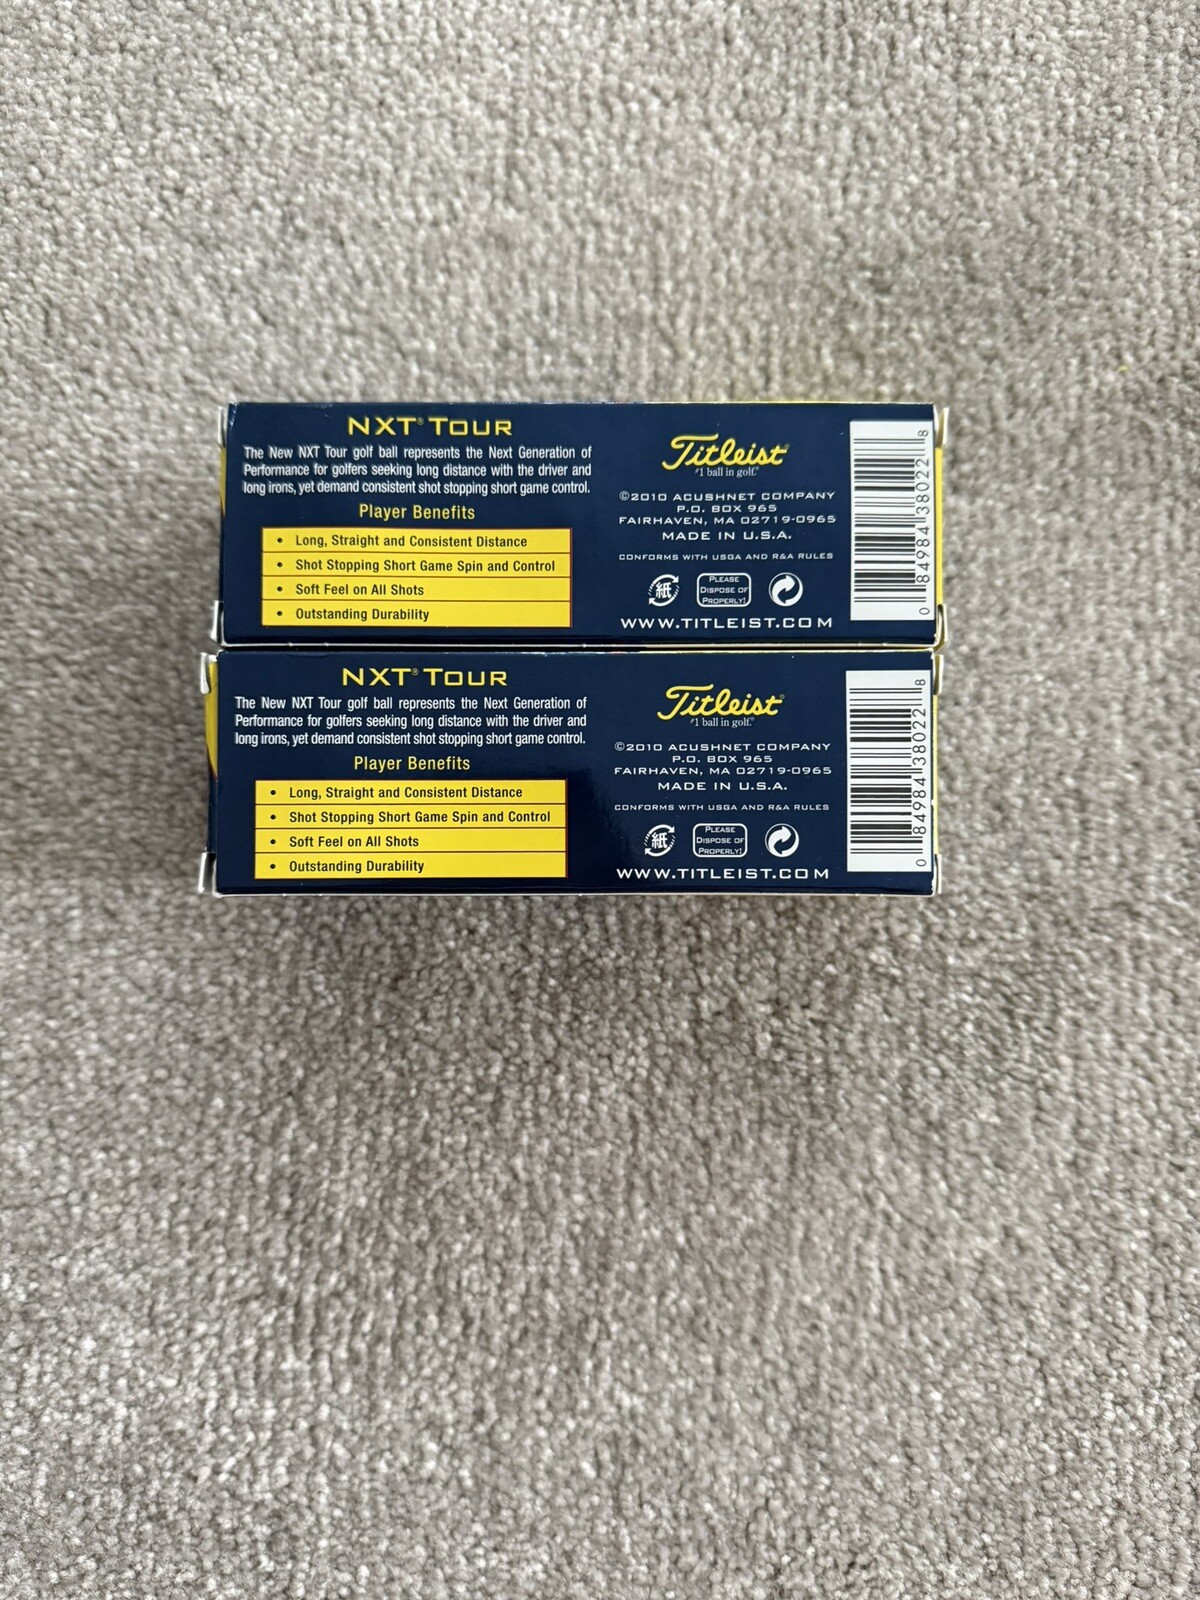 NXT® TOUR
The New NXT Tour golf ball represents the Next Generation of
Performance for golfers seeking long distance with the driver and
long irons, yet demand consistent shot stopping short game control.
Player Benefits
• Long, Straight and Consistent Distance
• Shot Stopping Short Game Spin and Control
• Soft Feel on All Shots
• Outstanding Durability
Titleist®
#1 ball in golf.®
©2010 ACUSHNET COMPANY
P.O. BOX 965
FAIRHAVEN, MA 02719-0965
MADE IN U.S.A.
CONFORMS WITH USGA AND R&A RULES
紙
PLEASE
DISPOSE OF
PROPERLY!
WWW.TITLEIST.COM
0 84984 38022 8
NXT® TOUR
The New NXT Tour golf ball represents the Next Generation of
Performance for golfers seeking long distance with the driver and
long irons, yet demand consistent shot stopping short game control.
Player Benefits
• Long, Straight and Consistent Distance
• Shot Stopping Short Game Spin and Control
• Soft Feel on All Shots
• Outstanding Durability
Titleist®
#1 ball in golf.®
©2010 ACUSHNET COMPANY
P.O. BOX 965
FAIRHAVEN, MA 02719-0965
MADE IN U.S.A.
CONFORMS WITH USGA AND R&A RULES
紙
PLEASE
DISPOSE OF
PROPERLY!
WWW.TITLEIST.COM
0 84984 38022 8